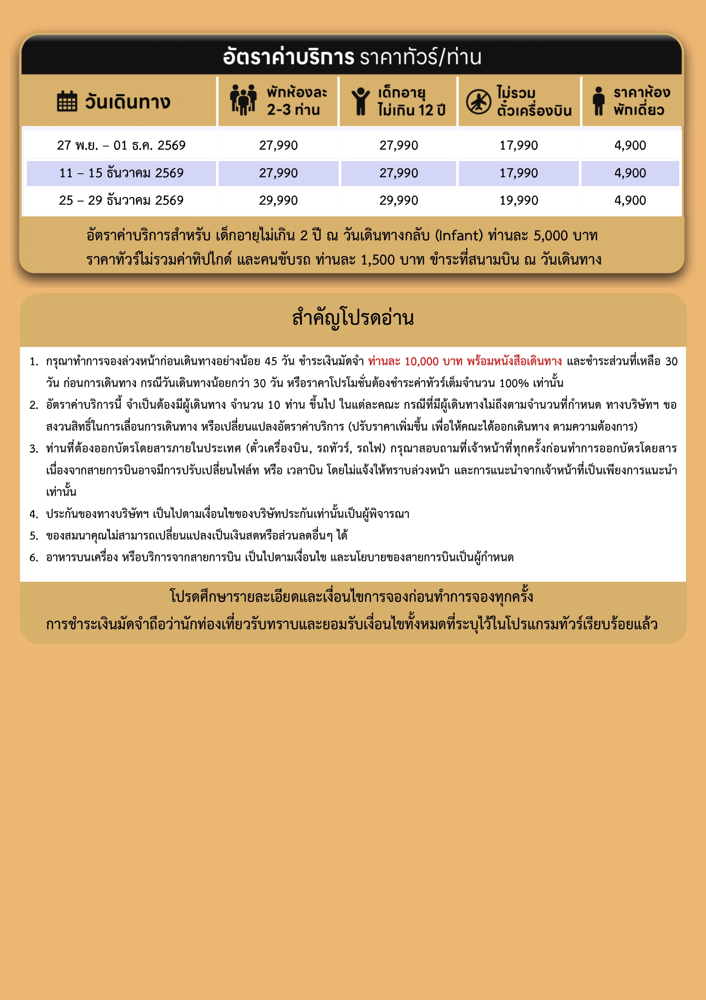 อัตราค่าบริการ ราคาทัวร์/ท่าน
วันเดินทาง
พักห้องละ
2-3 ท่าน
เด็กอายุ
ไม่เกิน 12 ปี
ไม่รวม
ตั๋วเครื่องบิน
ราคาห้อง
พักเดี่ยว
27 พ.ย. – 01 ธ.ค. 2569 27,990 27,990 17,990 4,900
11 – 15 ธันวาคม 2569 27,990 27,990 17,990 4,900
25 – 29 ธันวาคม 2569 29,990 29,990 19,990 4,900
อัตราค่าบริการสำหรับ เด็กอายุไม่เกิน 2 ปี ณ วันเดินทางกลับ (Infant) ท่านละ 5,000 บาท
ราคาทัวร์ไม่รวมค่าทิปไกด์ และคนขับรถ ท่านละ 1,500 บาท ขำระที่สนามบิน ณ วันเดินทาง
สำคัญโปรดอ่าน
1. กรุณาทำการจองล่วงหน้าก่อนเดินทางอย่างน้อย 45 วัน ชำระเงินมัดจำ ท่านละ 10,000 บาท พร้อมหนังสือเดินทาง และชำระส่วนที่เหลือ 30
วัน ก่อนการเดินทาง กรณีวันเดินทางน้อยกว่า 30 วัน หรือราคาโปรโมชั่นต้องชำระค่าทัวร์เต็มจำนวน 100% เท่านั้น
2. อัตราค่าบริการนี้ จำเป็นต้องมีผู้เดินทาง จำนวน 10 ท่าน ขึ้นไป ในแต่ละคณะ กรณีที่มีผู้เดินทางไม่ถึงตามจำนวนที่กำหนด ทางบริษัทฯ ขอ
สงวนสิทธิ์ในการเลื่อนการเดินทาง หรือเปลี่ยนแปลงอัตราค่าบริการ (ปรับราคาเพิ่มขึ้น เพื่อให้คณะได้ออกเดินทาง ตามความต้องการ)
3. ท่านที่ต้องออกบัตรโดยสารภายในประเทศ (ตั๋วเครื่องบิน, รถทัวร์, รถไฟ) กรุณาสอบถามที่เจ้าหน้าที่ทุกครั้งก่อนทำการออกบัตรโดยสาร
เนื่องจากสายการบินอาจมีการปรับเปลี่ยนไฟล์ท หรือ เวลาบิน โดยไม่แจ้งให้ทราบล่วงหน้า และการแนะนำจากเจ้าหน้าที่เป็นเพียงการแนะนำ
เท่านั้น
4. ประกันของทางบริษัทฯ เป็นไปตามเงื่อนไขของบริษัทประกันเท่านั้นเป็นผู้พิจารณา
5. ของสมนาคุณไม่สามารถเปลี่ยนแปลงเป็นเงินสดหรือส่วนลดอื่นๆ ได้
6. อาหารบนเครื่อง หรือบริการจากสายการบิน เป็นไปตามเงื่อนไข และนโยบายของสายการบินเป็นผู้กำหนด
โปรดศึกษารายละเอียดและเงื่อนไขการจองก่อนทำการจองทุกครั้ง
การชำระเงินมัดจำถือว่านักท่องเที่ยวรับทราบและยอมรับเงื่อนไขทั้งหมดที่ระบุไว้ในโปรแกรมทัวร์เรียบร้อยแล้ว